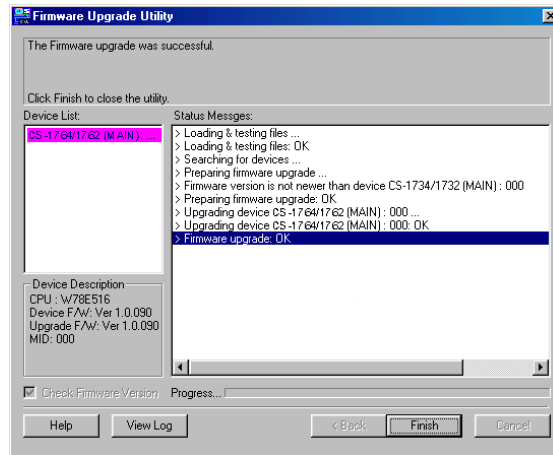 Firmware Upgrade Utility
The Firmware upgrade was successful.
Click Finish to close the utility.
Device List:
CS-1764/1762 (MAIN): ...
Status Messges:
> Loading & testing files ...
> Loading & testing files: OK
> Searching for devices ...
> Preparing firmware upgrade ...
> Firmware version is not newer than device CS-1734/1732 (MAIN) : 000
> Preparing firmware upgrade: OK
> Upgrading device CS-1764/1762 (MAIN) : 000 ...
> Upgrading device CS-1764/1762 (MAIN) : 000: OK
> Firmware upgrade: OK
Device Description
CPU : W78E516
Device F/W: Ver 1.0.090
Upgrade F/W: Ver 1.0.090
MID: 000
Check Firmware Version
Progress...
Help
View Log
< Back
Finish
Cancel